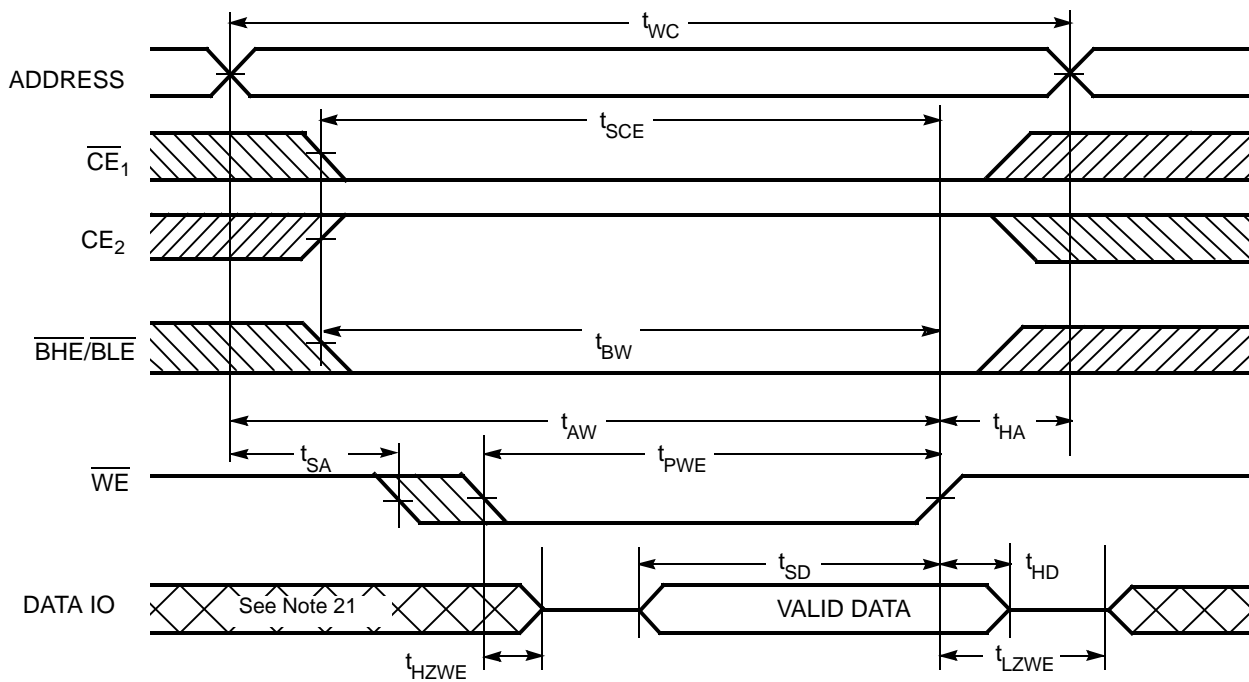 tWC
ADDRESS
tSCE
CE1
CE2
BHE/BLE
tBW
tAW
tHA
tSA
tPWE
WE
tSD
tHD
DATA IO
See Note 21
VALID DATA
tHZWE
tLZWE